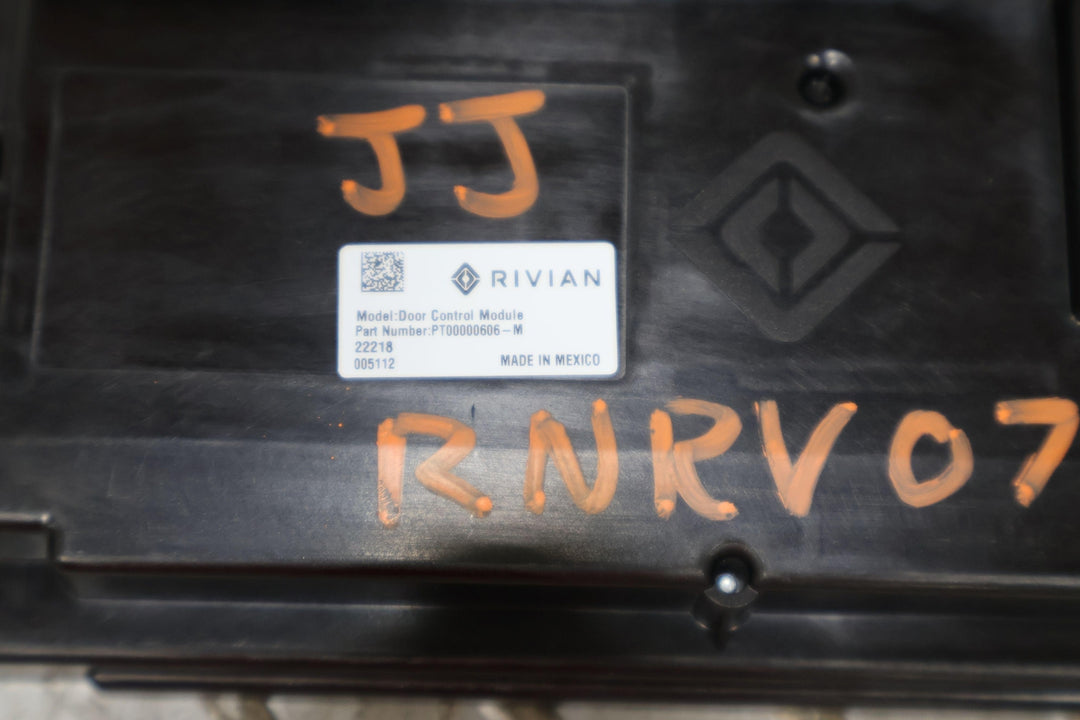 JJ
RIVIAN
Model:Door Control Module
Part Number:PT00000606-M
22218
005112
MADE IN MEXICO
RNRV07